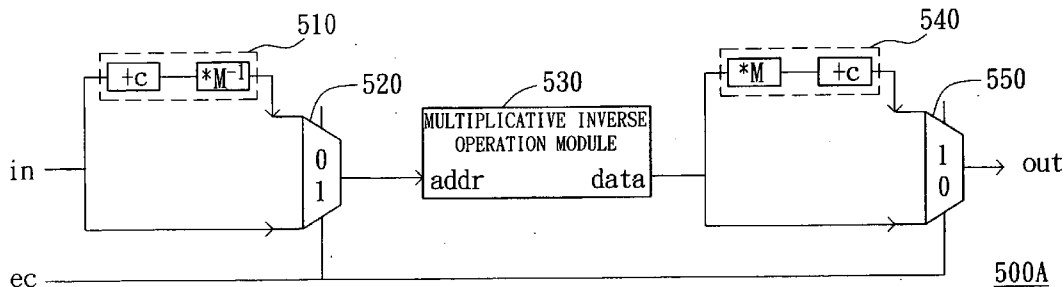 510
+c
*M⁻¹
520
0
1
530
MULTIPLICATIVE INVERSE
OPERATION MODULE
addr
data
540
*M
+c
550
1
0
in
out
ec
500A